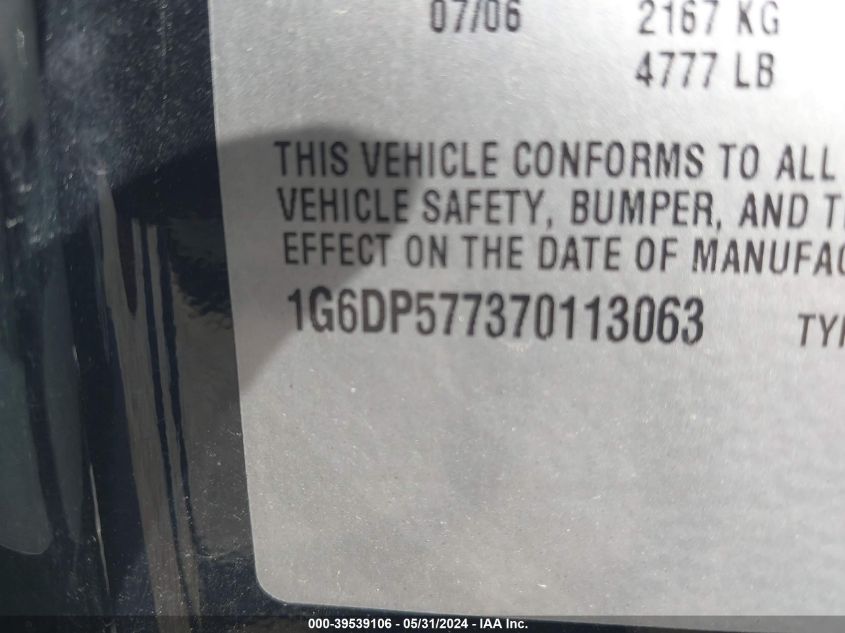 07/06 2167 KG
4777 LB
THIS VEHICLE CONFORMS TO ALL
VEHICLE SAFETY, BUMPER, AND
EFFECT ON THE DATE OF
1G6DP577370113063
000-39539106 - 05/31/2024 - IAA Inc.